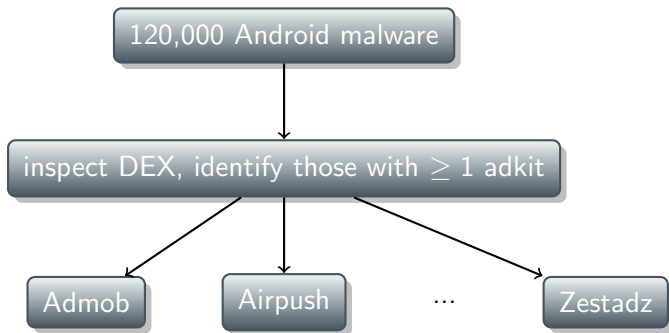 120,000 Android malware
inspect DEX, identify those with ≥ 1 adkit
Admob
Airpush
...
Zestadz